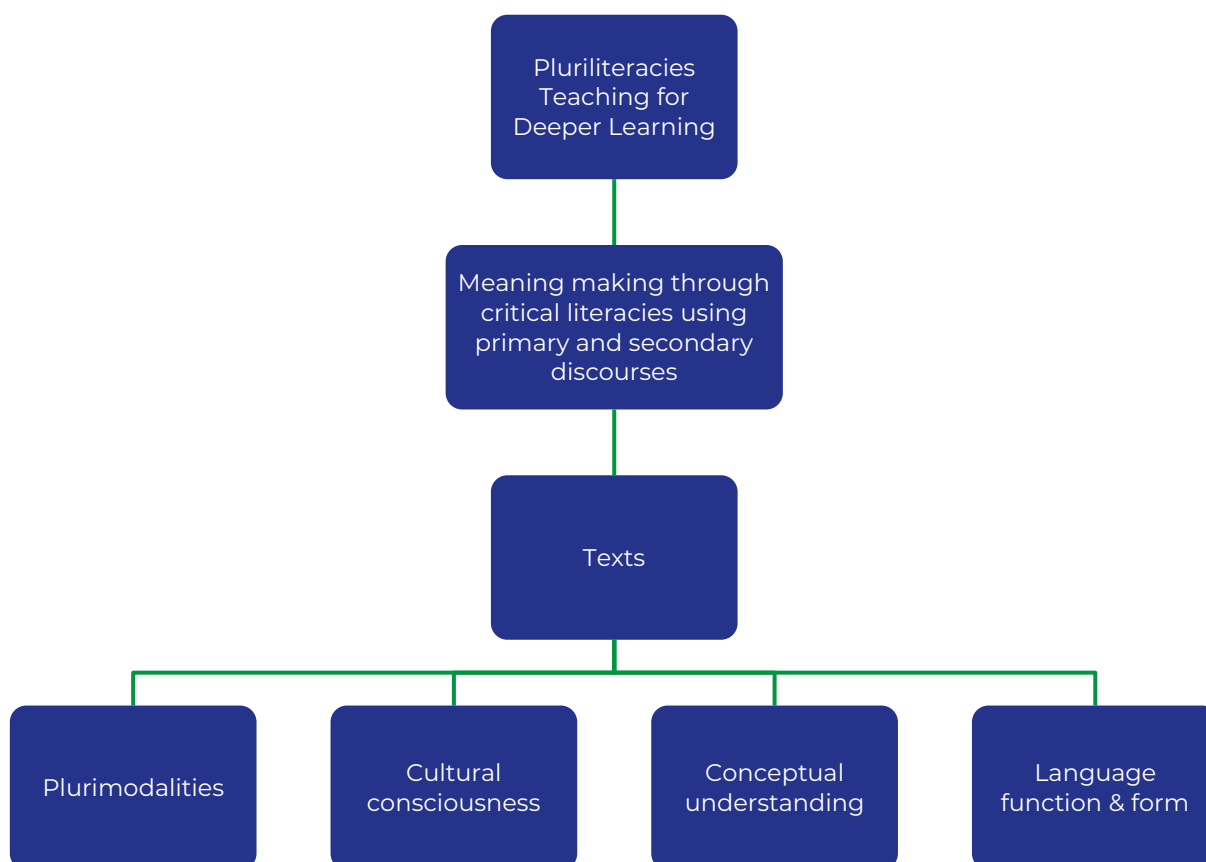 Pluriliteracies
Teaching for
Deeper Learning
Meaning making through
critical literacies using
primary and secondary
discourses
Texts
Plurimodalities
Cultural
consciousness
Conceptual
understanding
Language
function & form